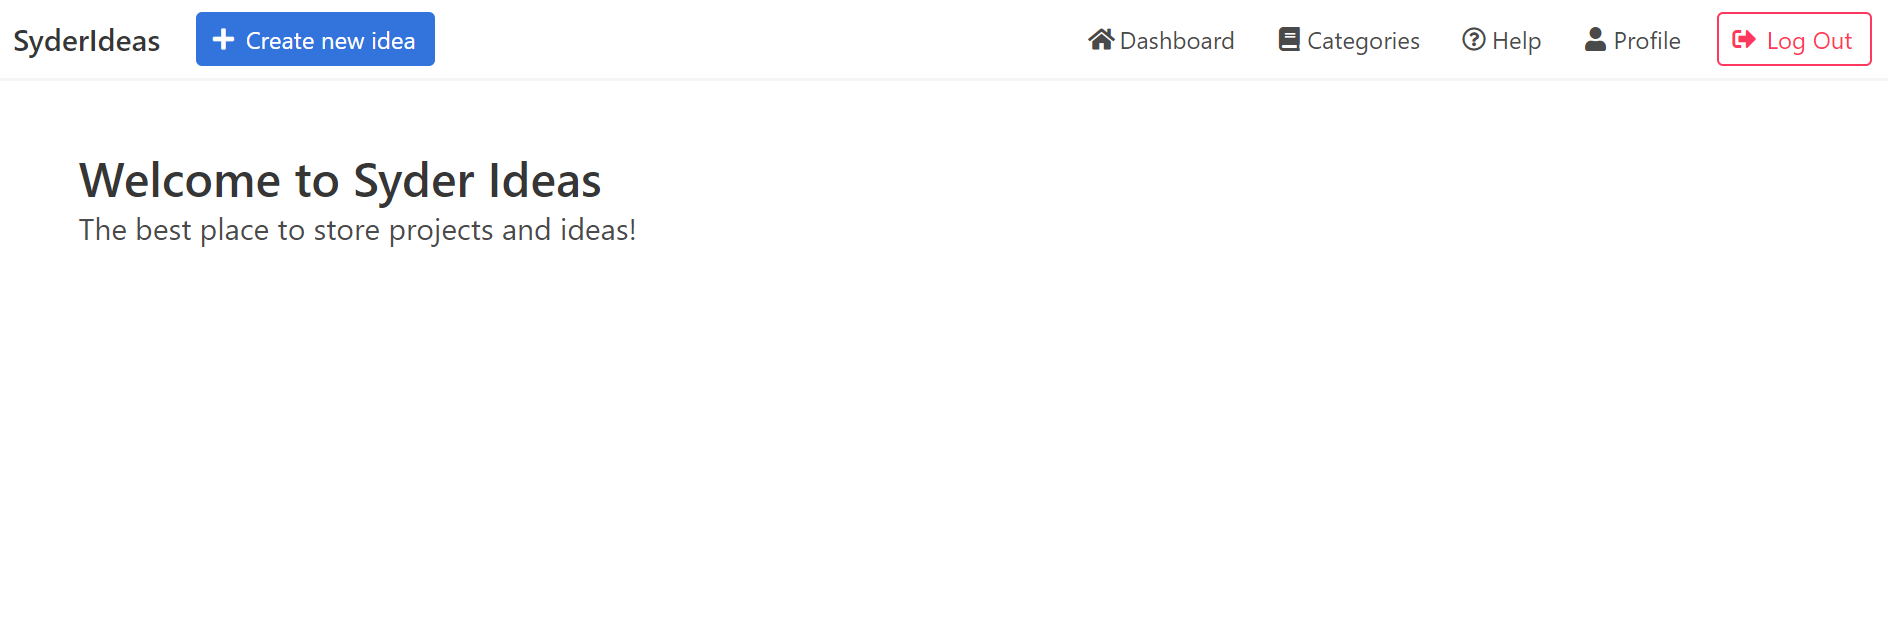 SyderIdeas Create new idea Dashboard Categories Help Profile Log Out
Welcome to Syder Ideas
The best place to store projects and ideas!